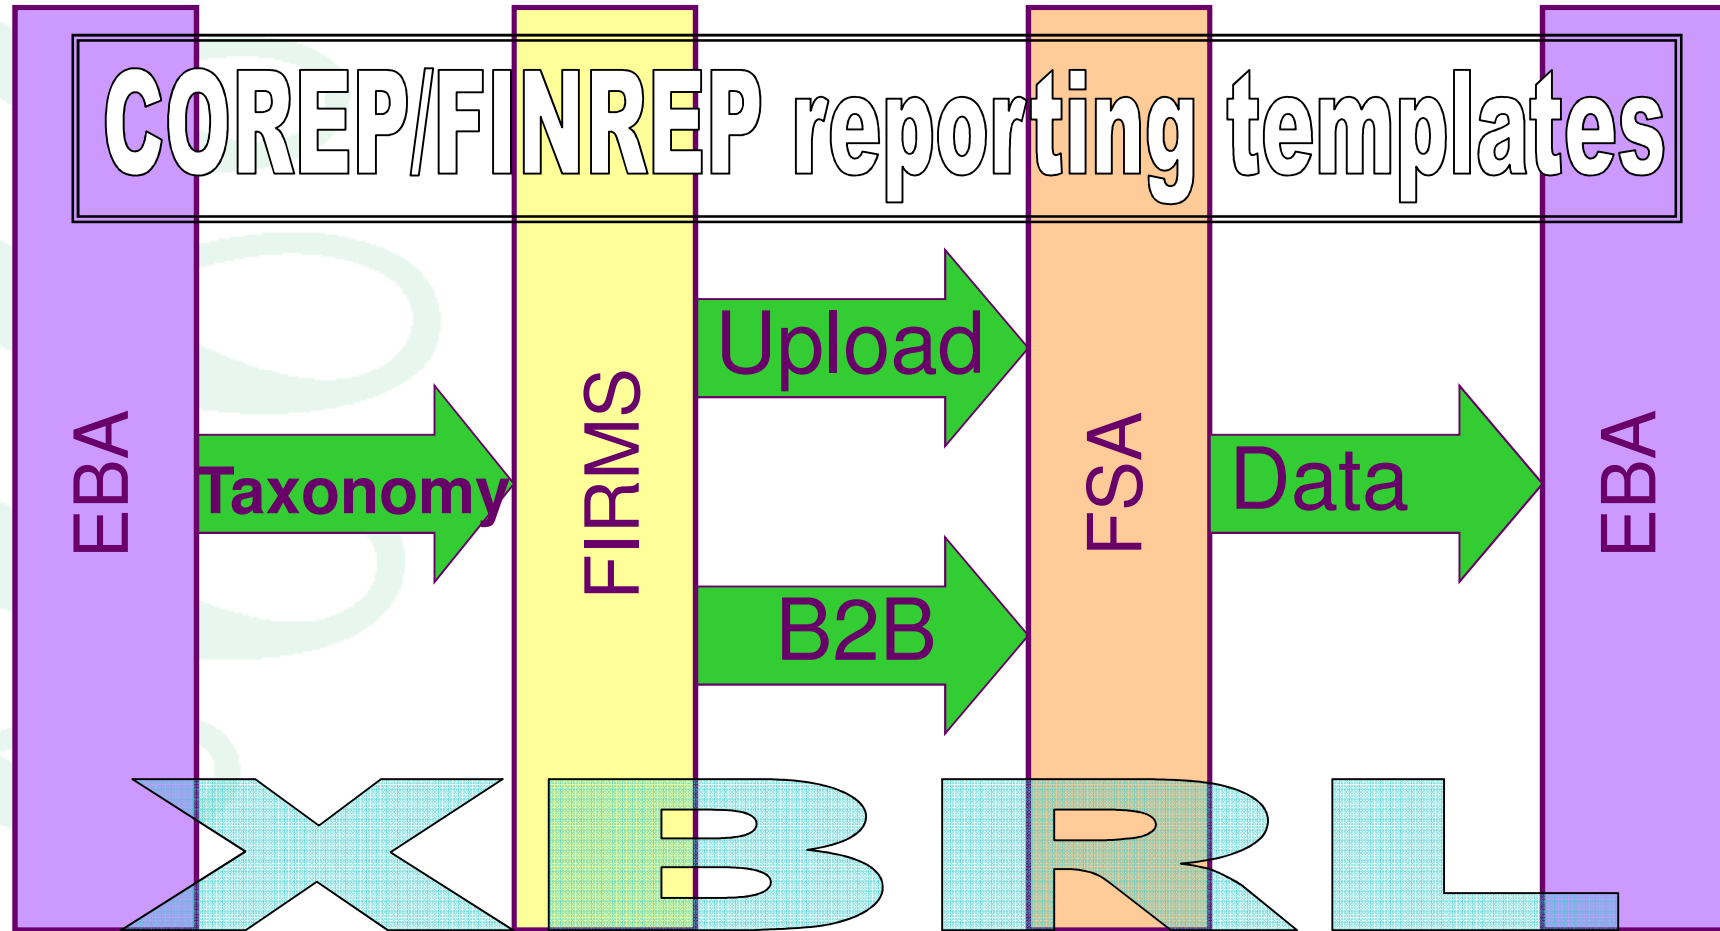 COREP/FINREP reporting templates
EBA
Taxonomy
FIRMS
Upload
B2B
FSA
Data
EBA
XBRL